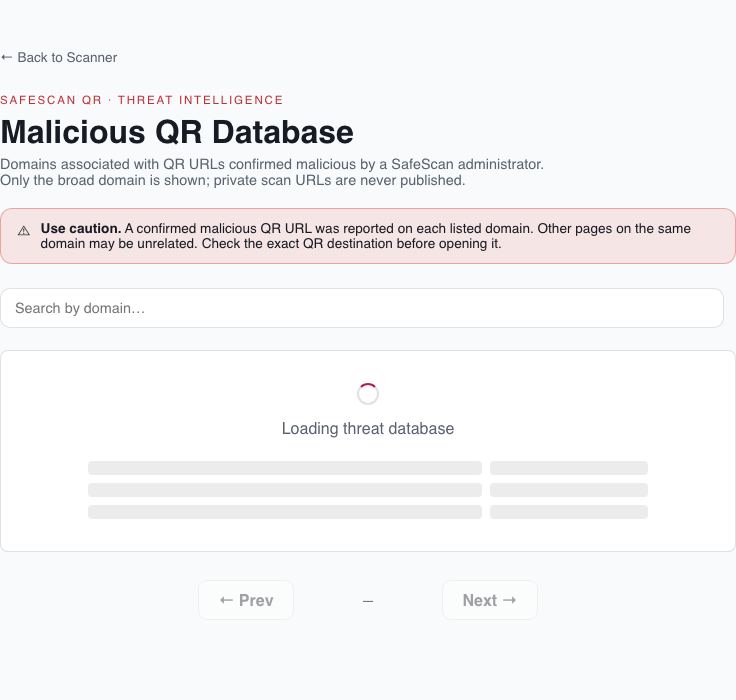 ← Back to Scanner
SAFESCAN QR · THREAT INTELLIGENCE
Malicious QR Database
Domains associated with QR URLs confirmed malicious by a SafeScan administrator.
Only the broad domain is shown; private scan URLs are never published.
⚠ Use caution. A confirmed malicious QR URL was reported on each listed domain. Other pages on the same
domain may be unrelated. Check the exact QR destination before opening it.
Search by domain...
Loading threat database
← Prev — Next →